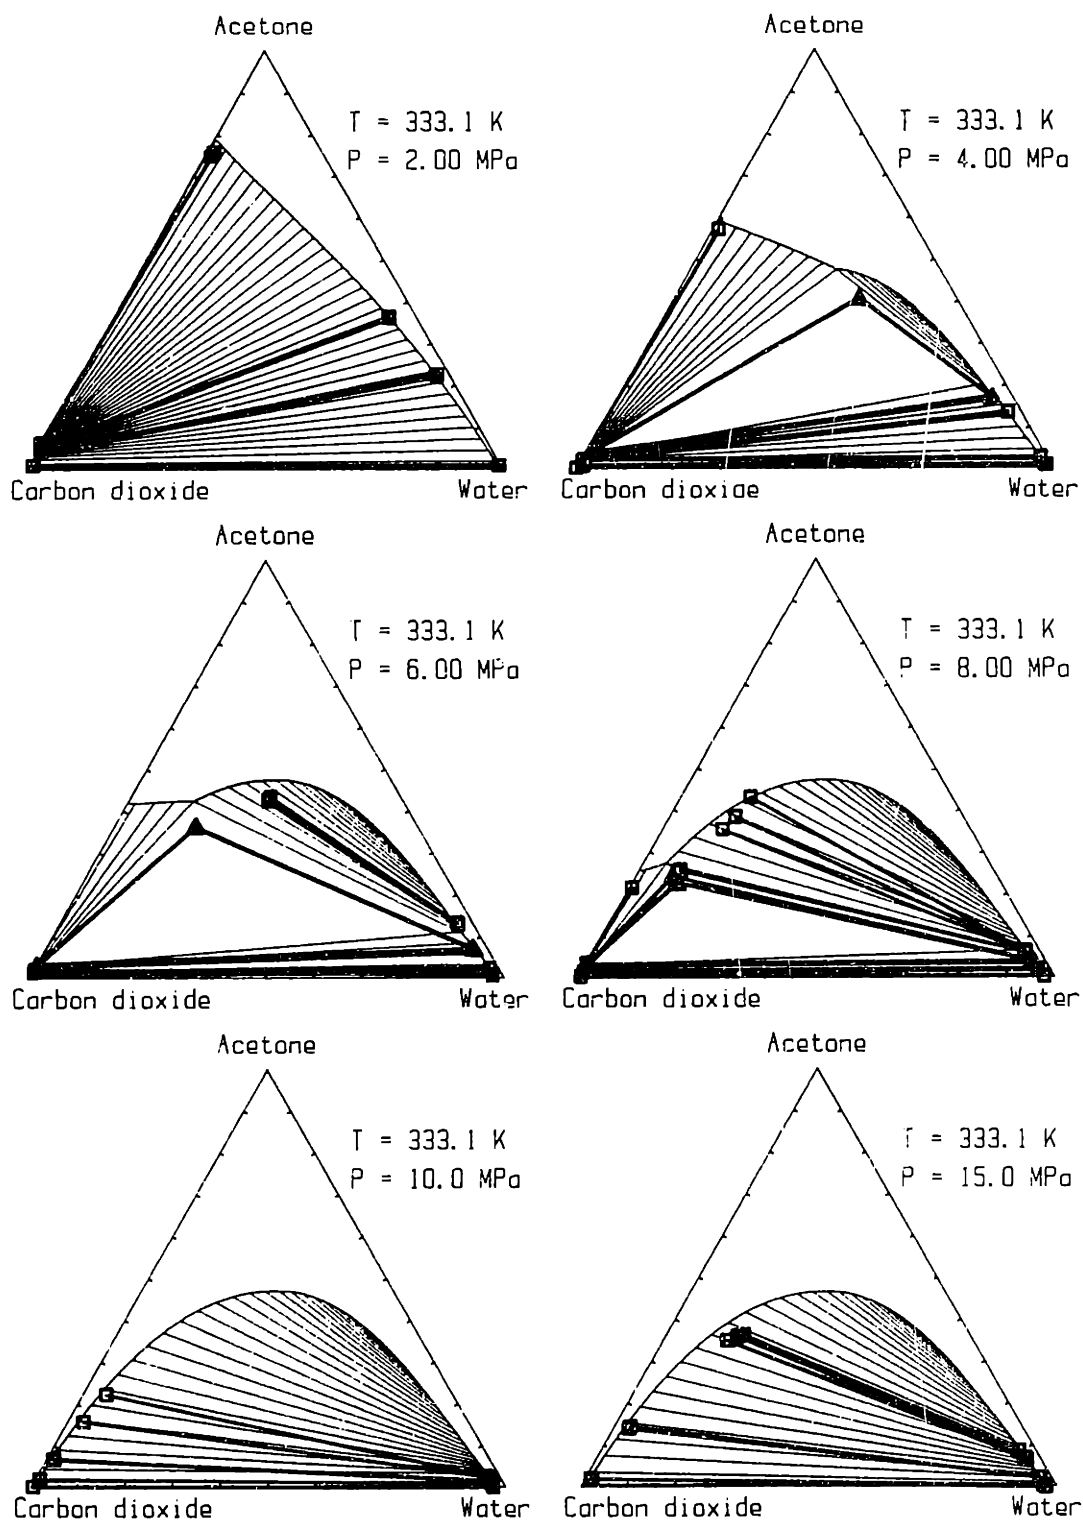 Acetone
T = 333.1 K
P = 2.00 MPa
Carbon dioxide
Water
Acetone
T = 333.1 K
P = 4.00 MPa
Carbon dioxide
Water
Acetone
T = 333.1 K
P = 6.00 MPa
Carbon dioxide
Water
Acetone
T = 333.1 K
P = 8.00 MPa
Carbon dioxide
Water
Acetone
T = 333.1 K
P = 10.0 MPa
Carbon dioxide
Water
Acetone
T = 333.1 K
P = 15.0 MPa
Carbon dioxide
Water